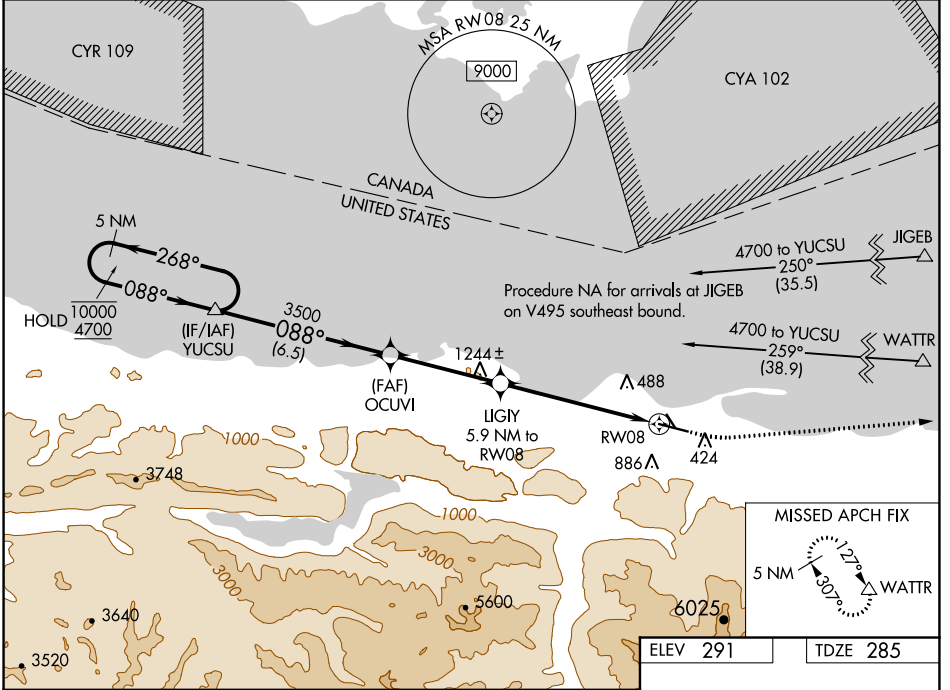 CYR 109
MSA RW08 25 NM
9000
CYA 102
CANADA
UNITED STATES
5 NM
268°
088°
HOLD
10000
4700
(IF/IAF)
YUCSU
3500
088°
(6.5)
(FAF)
OCUVI
1244 ±
LIGIY
5.9 NM to
RW08
488
RW08
886
424
JIGEB
4700 to YUCSU
250°
(35.5)
Procedure NA for arrivals at JIGEB
on V495 southeast bound.
WATTR
4700 to YUCSU
259°
(38.9)
1000
3748
1000
3000
3000
5600
3640
3520
6025
MISSED APCH FIX
5 NM
127°
307°
WATTR
ELEV 291
TDZE 285